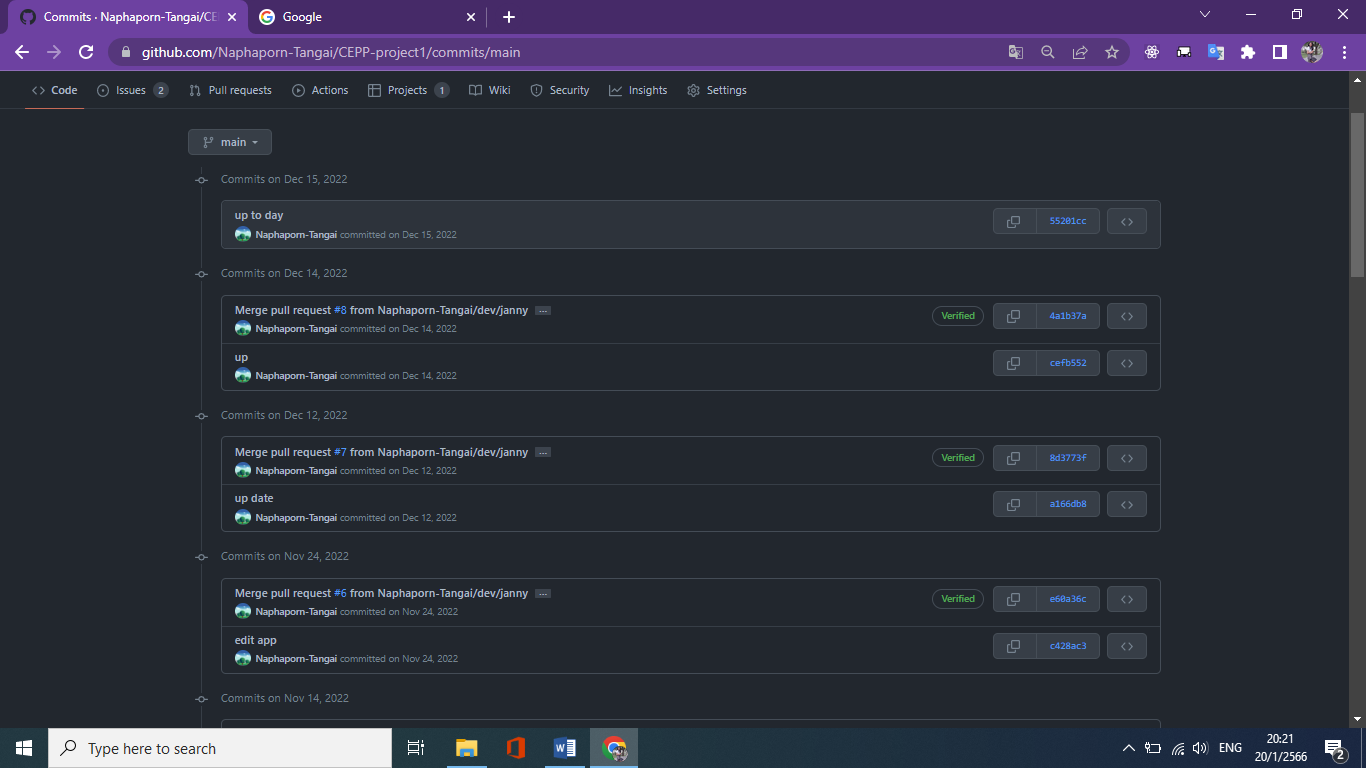 Commits · Naphaporn-Tangai/CE
Google
github.com/Naphaporn-Tangai/CEPP-project1/commits/main
Code
Issues 2
Pull requests
Actions
Projects 1
Wiki
Security
Insights
Settings
main
Commits on Dec 15, 2022
up to day
55201cc
Naphaporn-Tangai committed on Dec 15, 2022
Commits on Dec 14, 2022
Merge pull request #8 from Naphaporn-Tangai/dev/janny ...
Verified
4a1b37a
Naphaporn-Tangai committed on Dec 14, 2022
up
cefb552
Naphaporn-Tangai committed on Dec 14, 2022
Commits on Dec 12, 2022
Merge pull request #7 from Naphaporn-Tangai/dev/janny ...
Verified
8d3773f
Naphaporn-Tangai committed on Dec 12, 2022
up date
a166db8
Naphaporn-Tangai committed on Dec 12, 2022
Commits on Nov 24, 2022
Merge pull request #6 from Naphaporn-Tangai/dev/janny ...
Verified
e60a36c
Naphaporn-Tangai committed on Nov 24, 2022
edit app
c428ac3
Naphaporn-Tangai committed on Nov 24, 2022
Commits on Nov 14, 2022
Type here to search
ENG
20:21
20/1/2566
2